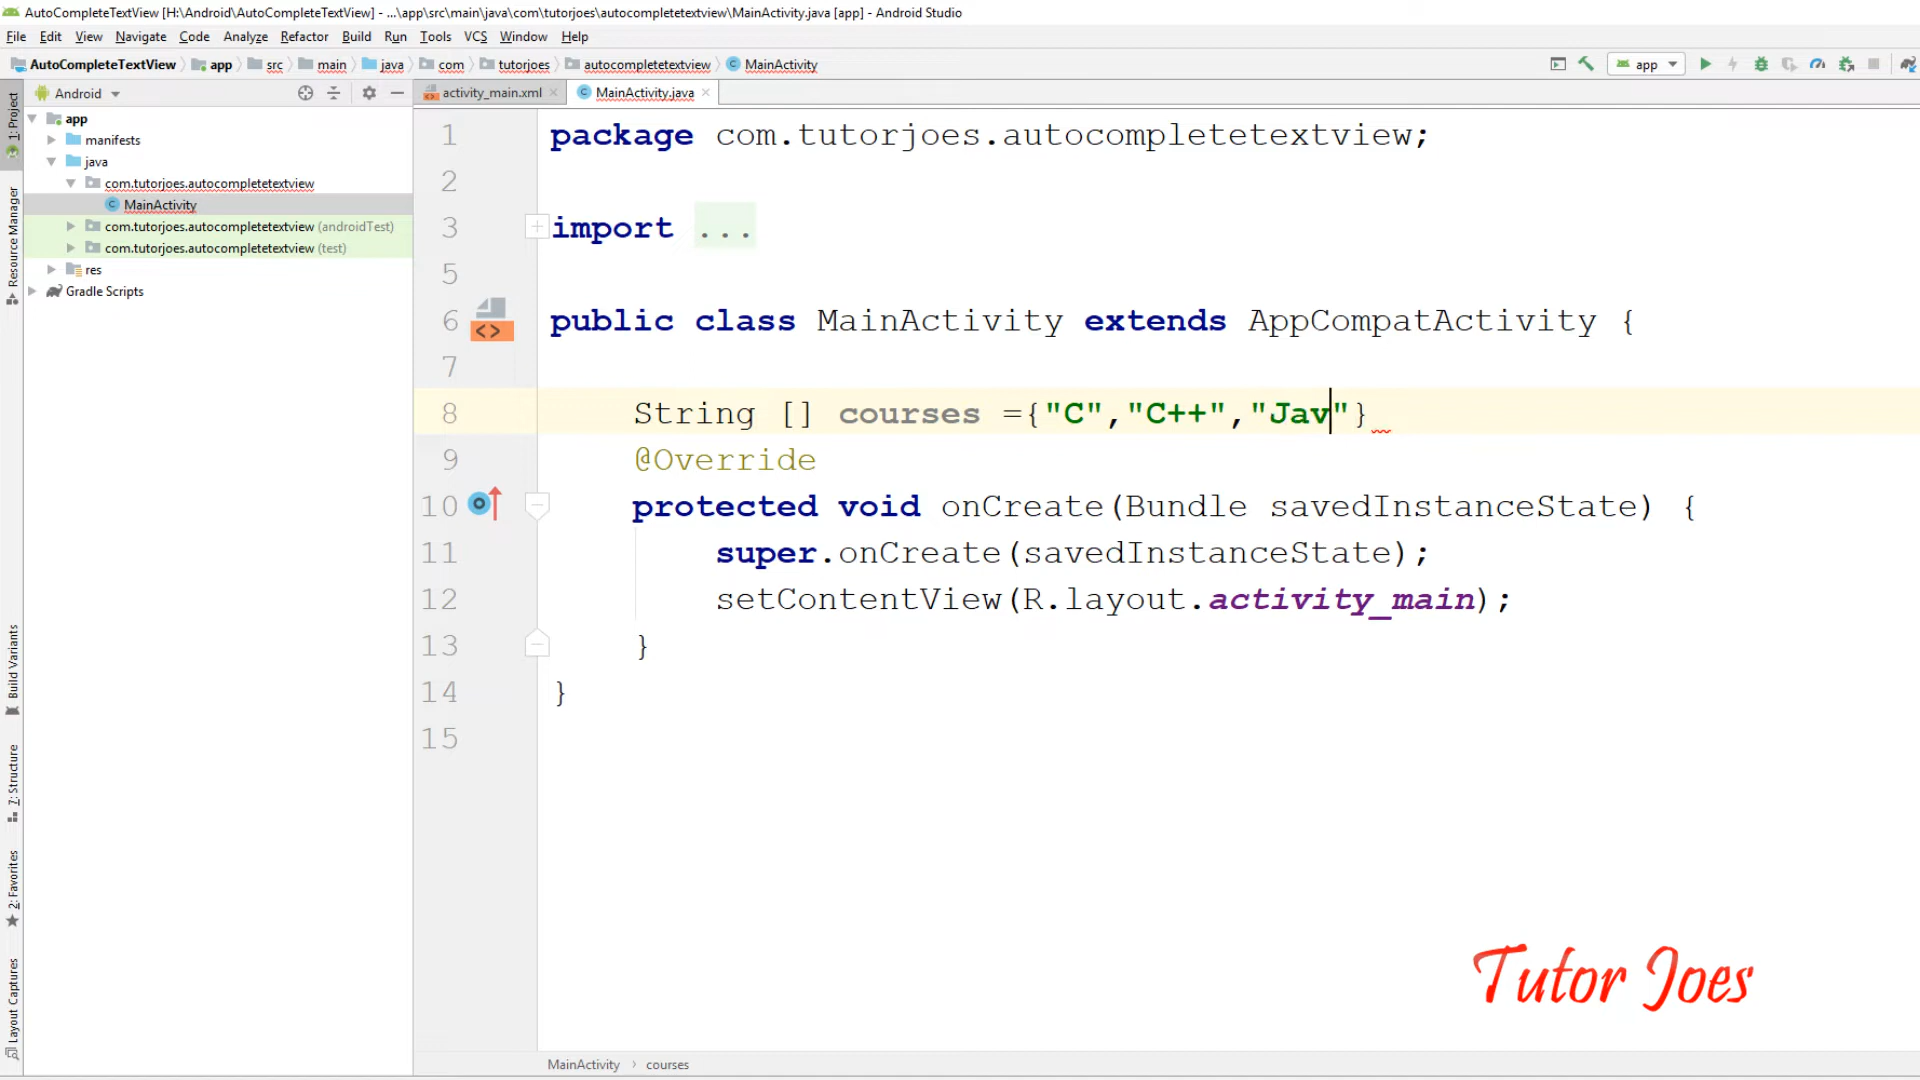 AutoCompleteTextView [H:\Android\AutoCompleteTextView] - ...\app\src\main\java\com\tutorjoes\autocompletetextview\MainActivity.java [app] - Android Studio
File Edit View Navigate Code Analyze Refactor Build Run Tools VCS Window Help
AutoCompleteTextView app src main java com tutorjoes autocompletetextview MainActivity app
Android activity_main.xml MainActivity.java
1: Project
Resource Manager
Build Variants
7: Structure
2: Favorites
Layout Captures
app
manifests
java
com.tutorjoes.autocompletetextview
MainActivity
com.tutorjoes.autocompletetextview (androidTest)
com.tutorjoes.autocompletetextview (test)
res
Gradle Scripts
1 package com.tutorjoes.autocompletetextview;
2
3 import ...
5
6 public class MainActivity extends AppCompatActivity {
7
8 String [] courses ={"C","C++","Jav"}
9 @Override
10 protected void onCreate(Bundle savedInstanceState) {
11 super.onCreate(savedInstanceState);
12 setContentView(R.layout.activity_main);
13 }
14 }
15
Tutor Joes
MainActivity › courses